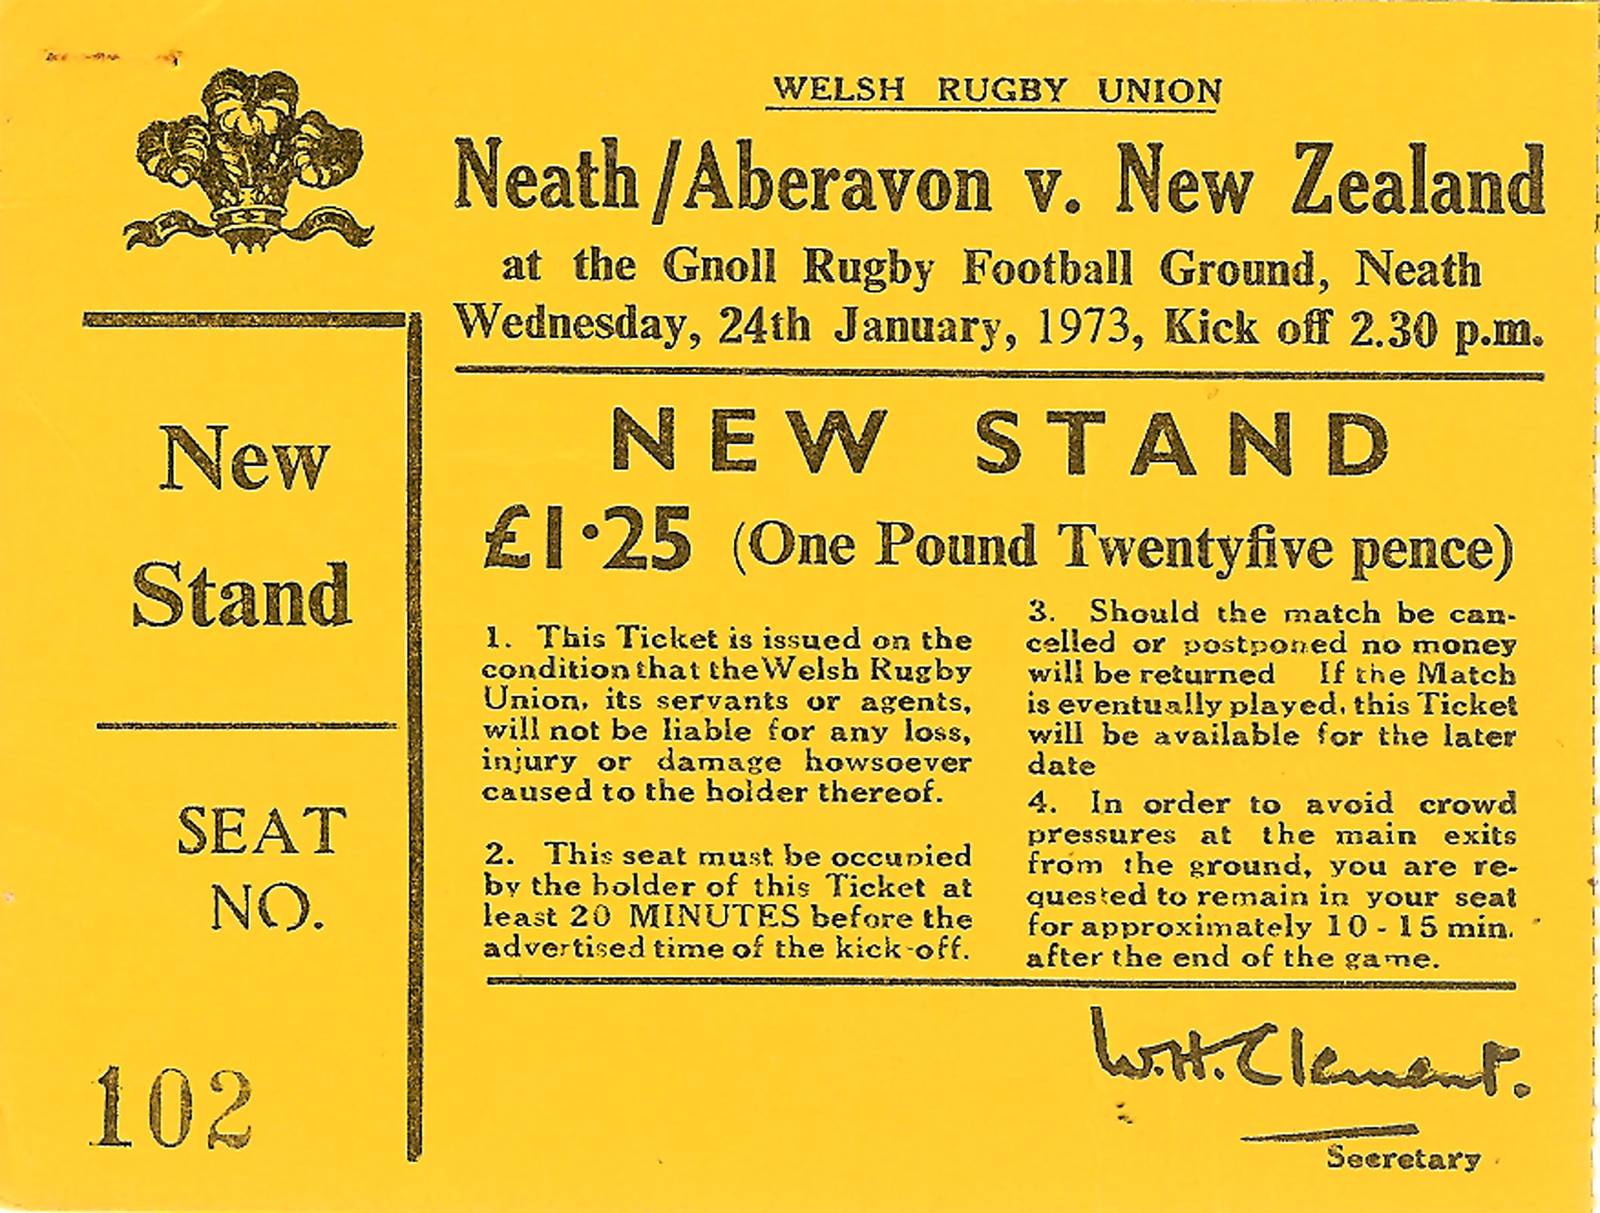 WELSH RUGBY UNION
Neath/Aberavon v. New Zealand
at the Gnoll Rugby Football Ground, Neath
Wednesday, 24th January, 1973, Kick off 2.30 p.m.
New
Stand
SEAT
NO.
102
NEW STAND
£1·25 (One Pound Twentyfive pence)
1. This Ticket is issued on the
condition that the Welsh Rugby
Union, its servants or agents,
will not be liable for any loss,
injury or damage howsoever
caused to the holder thereof.
2. This seat must be occupied
by the holder of this Ticket at
least 20 MINUTES before the
advertised time of the kick-off.
3. Should the match be can-
celled or postponed no money
will be returned If the Match
is eventually played, this Ticket
will be available for the later
date
4. In order to avoid crowd
pressures at the main exits
from the ground, you are re-
quested to remain in your seat
for approximately 10 - 15 min.
after the end of the game.
W.H. Clement.
Secretary